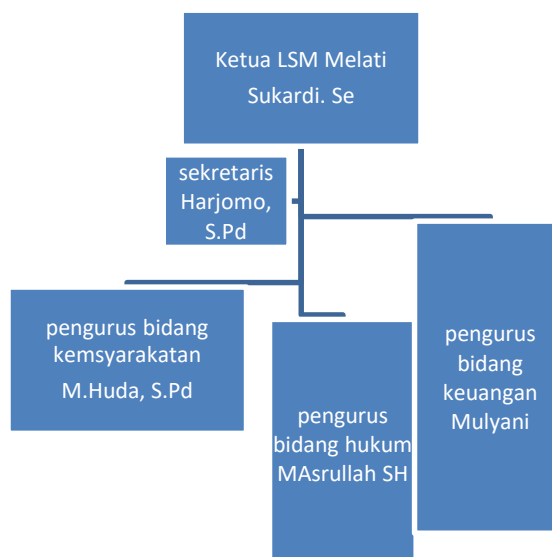 Ketua LSM Melati
Sukardi. Se
sekretaris
Harjomo,
S.Pd
pengurus bidang
kemsyarakatan
M.Huda, S.Pd
pengurus
bidang hukum
MAsrullah SH
pengurus
bidang
keuangan
Mulyani